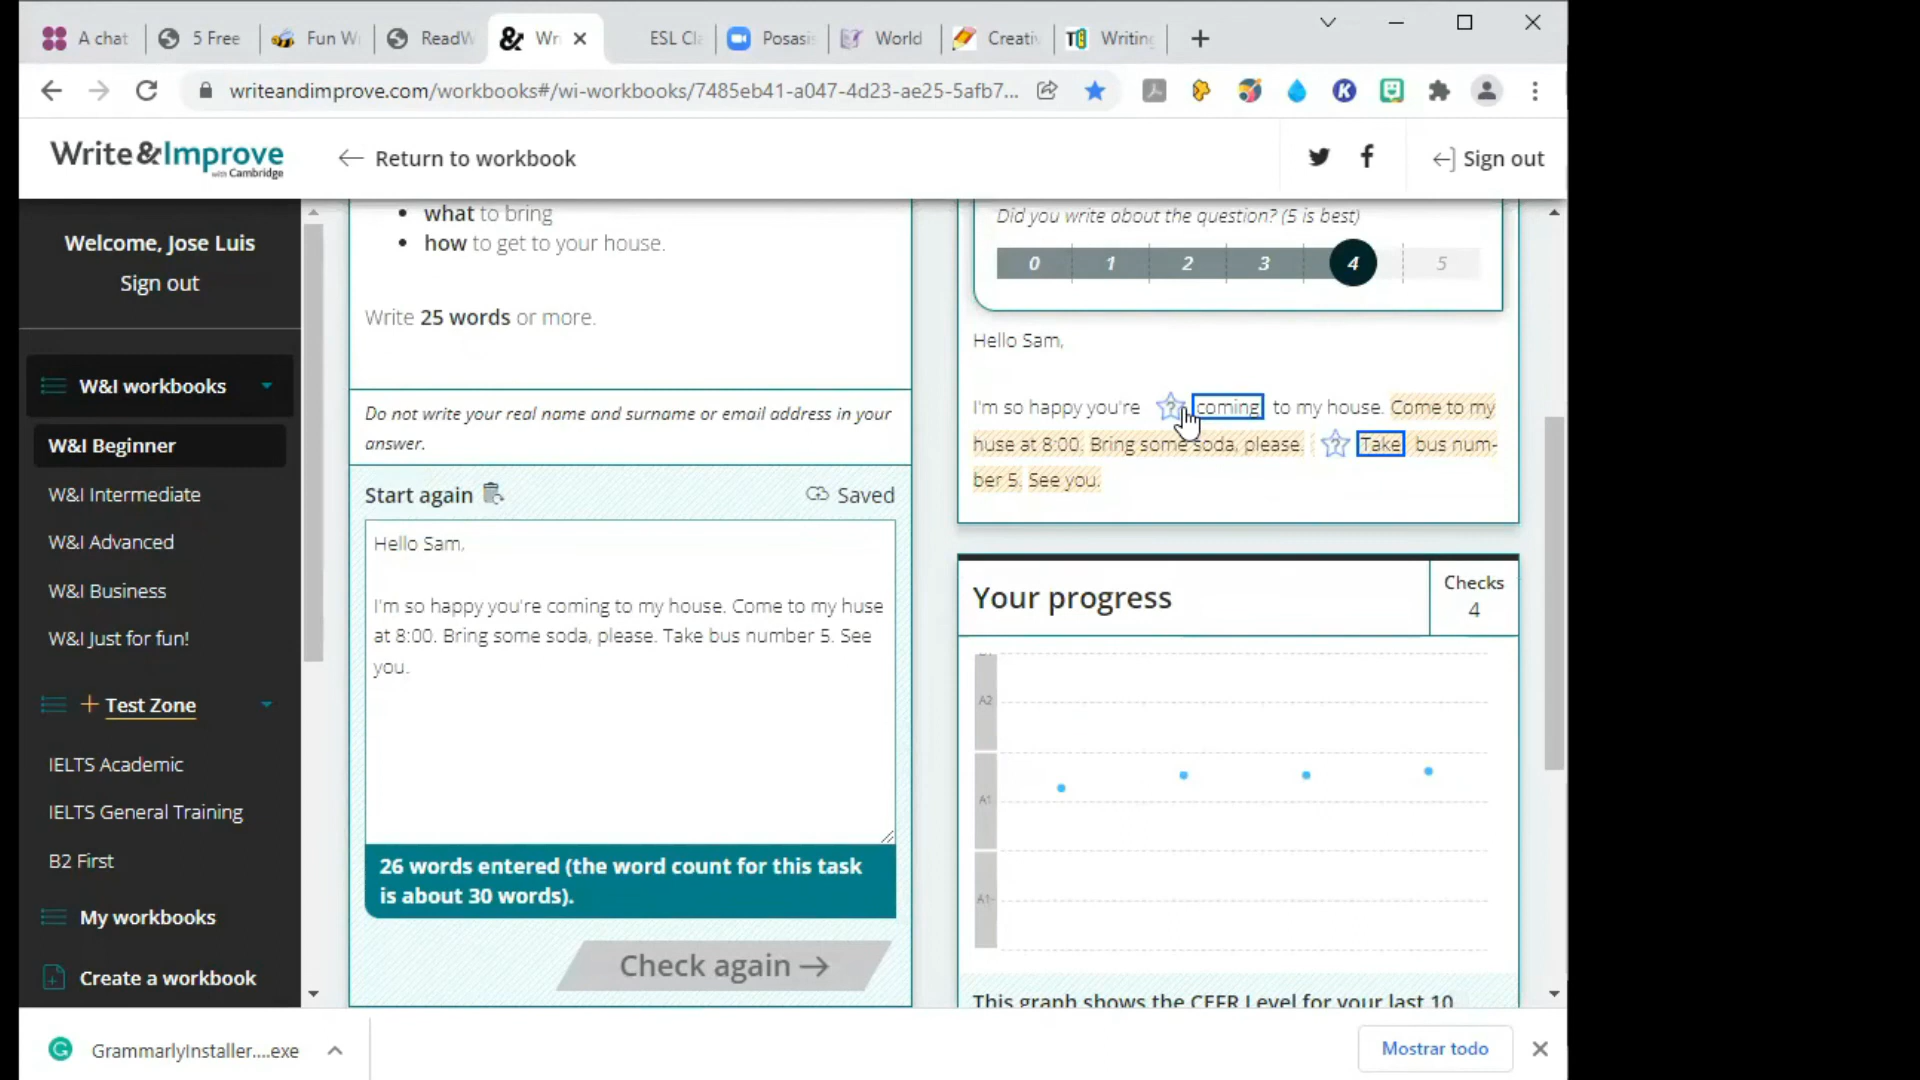 A chat
5 Free
Fun W
ReadW
Wr
ESL Cla
Posasi
World
Creativ
Writing
writeandimprove.com/workbooks#/wi-workbooks/7485eb41-a047-4d23-ae25-5afb7...
Write&Improve
with Cambridge
Return to workbook
Sign out
Welcome, Jose Luis
Sign out
W&I workbooks
W&I Beginner
W&I Intermediate
W&I Advanced
W&I Business
W&I Just for fun!
+ Test Zone
IELTS Academic
IELTS General Training
B2 First
My workbooks
Create a workbook
• what to bring
• how to get to your house.
Write 25 words or more.
Do not write your real name and surname or email address in your
answer.
Start again
Saved
Hello Sam,
I'm so happy you're coming to my house. Come to my huse
at 8:00. Bring some soda, please. Take bus number 5. See
you.
26 words entered (the word count for this task
is about 30 words).
Check again →
Did you write about the question? (5 is best)
0 1 2 3 4 5
Hello Sam,
I'm so happy you're ? coming to my house. Come to my
huse at 8:00. Bring some soda, please. ? Take bus num-
ber 5. See you.
Your progress
Checks
4
A2
A1
A1-
This graph shows the CEFR Level for your last 10
GrammarlyInstaller....exe
Mostrar todo